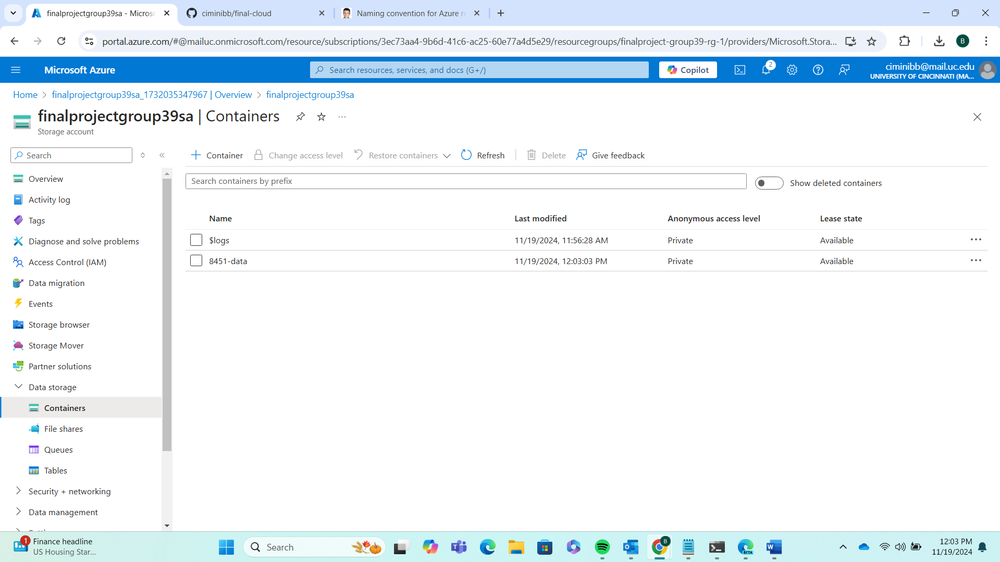 finalprojectgroup39sa - Micros
ciminibb/final-cloud
Naming convention for Azure re
portal.azure.com/#@mailuc.onmicrosoft.com/resource/subscriptions/3ec73aa4-9b6d-41c6-ac25-60e77a4d5e29/resourcegroups/finalproject-group39-rg-1/providers/Microsoft.Stora...
B
Microsoft Azure
Search resources, services, and docs (G+/)
Copilot
2
ciminibb@mail.uc.edu
UNIVERSITY OF CINCINNATI (MA...
Home > finalprojectgroup39sa_1732035347967 | Overview > finalprojectgroup39sa
finalprojectgroup39sa | Containers
Storage account
Search
Container
Change access level
Restore containers
Refresh
Delete
Give feedback
Search containers by prefix
Show deleted containers
Name Last modified Anonymous access level Lease state
$logs 11/19/2024, 11:56:28 AM Private Available
8451-data 11/19/2024, 12:03:03 PM Private Available
Overview
Activity log
Tags
Diagnose and solve problems
Access Control (IAM)
Data migration
Events
Storage browser
Storage Mover
Partner solutions
Data storage
Containers
File shares
Queues
Tables
Security + networking
Data management
1
Finance headline
US Housing Star...
Search
B
BETA
12:03 PM
11/19/2024